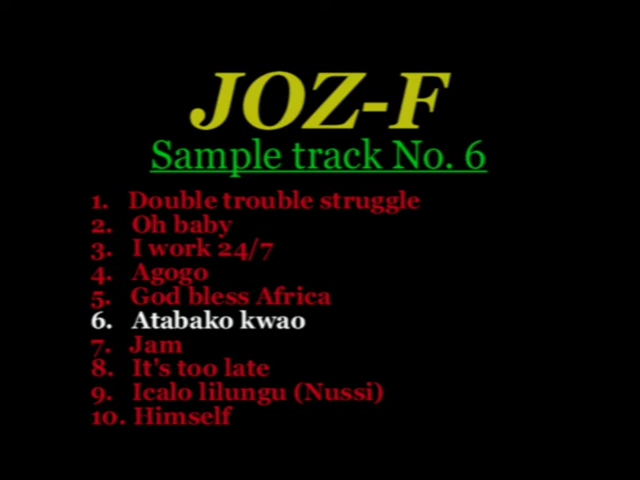 JOZ-F
Sample track No. 6
1. Double trouble struggle
2. Oh baby
3. I work 24/7
4. Agogo
5. God bless Africa
6. Atabako kwao
7. Jam
8. It's too late
9. Icalo lilungu (Nussi)
10. Himself